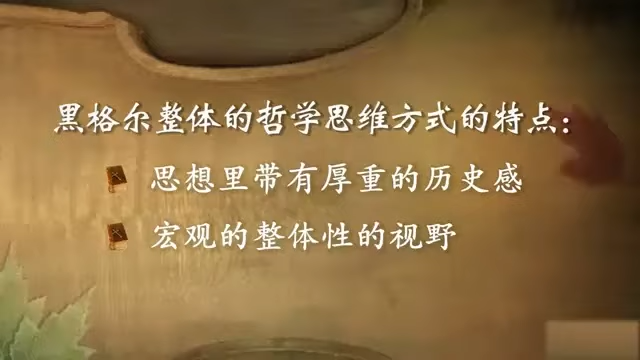 黑格尔整体的哲学思维方式的特点：
思想里带有厚重的历史感
宏观的整体性的视野